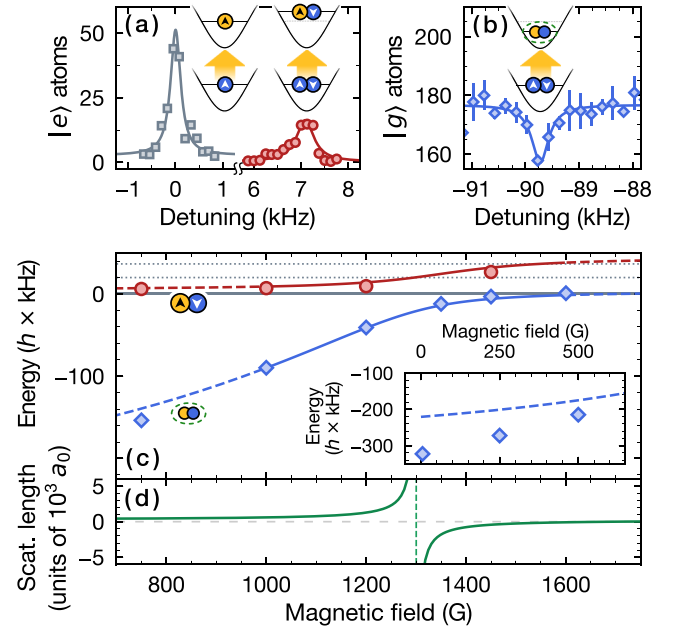 (a)
(b)
|e⟩ atoms
50
25
0
−1 0 1 6 7 8
Detuning (kHz)
|g⟩ atoms
200
180
160
−91 −90 −89 −88
Detuning (kHz)
Energy (h × kHz)
0
−100
(c)
Magnetic field (G)
0 250 500
Energy
(h × kHz)
−100
−200
−300
Scat. length
(units of 10³ a₀)
(d)
5
0
−5
800 1000 1200 1400 1600
Magnetic field (G)